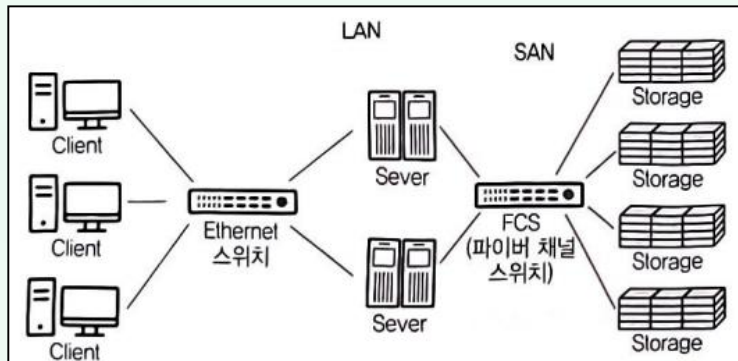 LAN
SAN
Client
Client
Client
Ethernet
스위치
Sever
Sever
FCS
(파이버 채널
스위치)
Storage
Storage
Storage
Storage